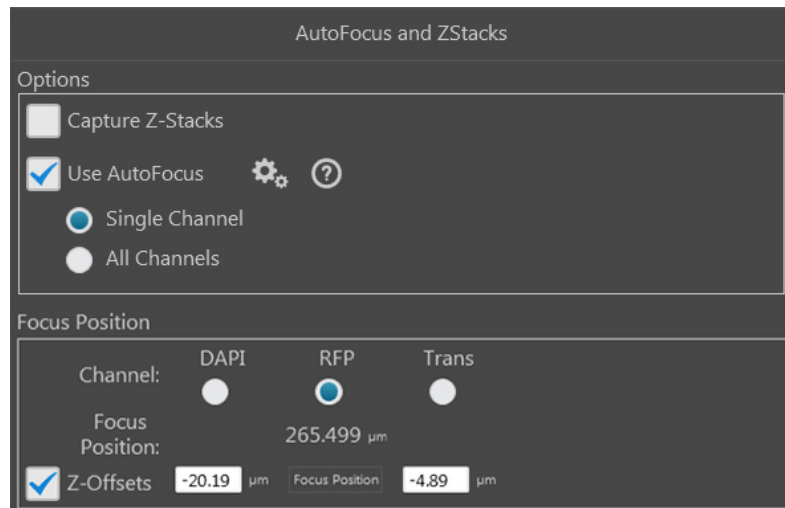 AutoFocus and ZStacks
Options
Capture Z-Stacks
Use AutoFocus ?
Single Channel
All Channels
Focus Position
DAPI RFP Trans
Channel:
Focus
Position: 265.499 µm
Z-Offsets -20.19 µm Focus Position -4.89 µm